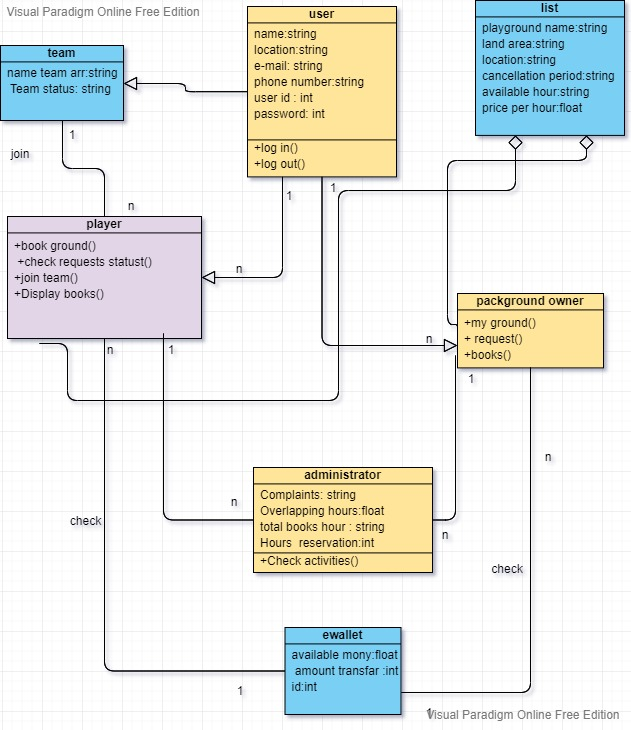 Visual Paradigm Online Free Edition
team
name team arr:string
Team status: string
user
name:string
location:string
e-mail: string
phone number:string
user id : int
password: int
+log in()
+log out()
list
playground name:string
land area:string
location:string
cancellation period:string
available hour:string
price per hour:float
1
join
n
1
1
n
player
+book ground()
+check requests statust()
+join team()
+Display books()
n
1
packground owner
+my ground()
+ request()
+books()
n
1
administrator
Complaints: string
Overlapping hours:float
total books hour : string
Hours reservation:int
+Check activities()
n
n
n
check
check
ewallet
available mony:float
amount transfar :int
id:int
1
1
Visual Paradigm Online Free Edition